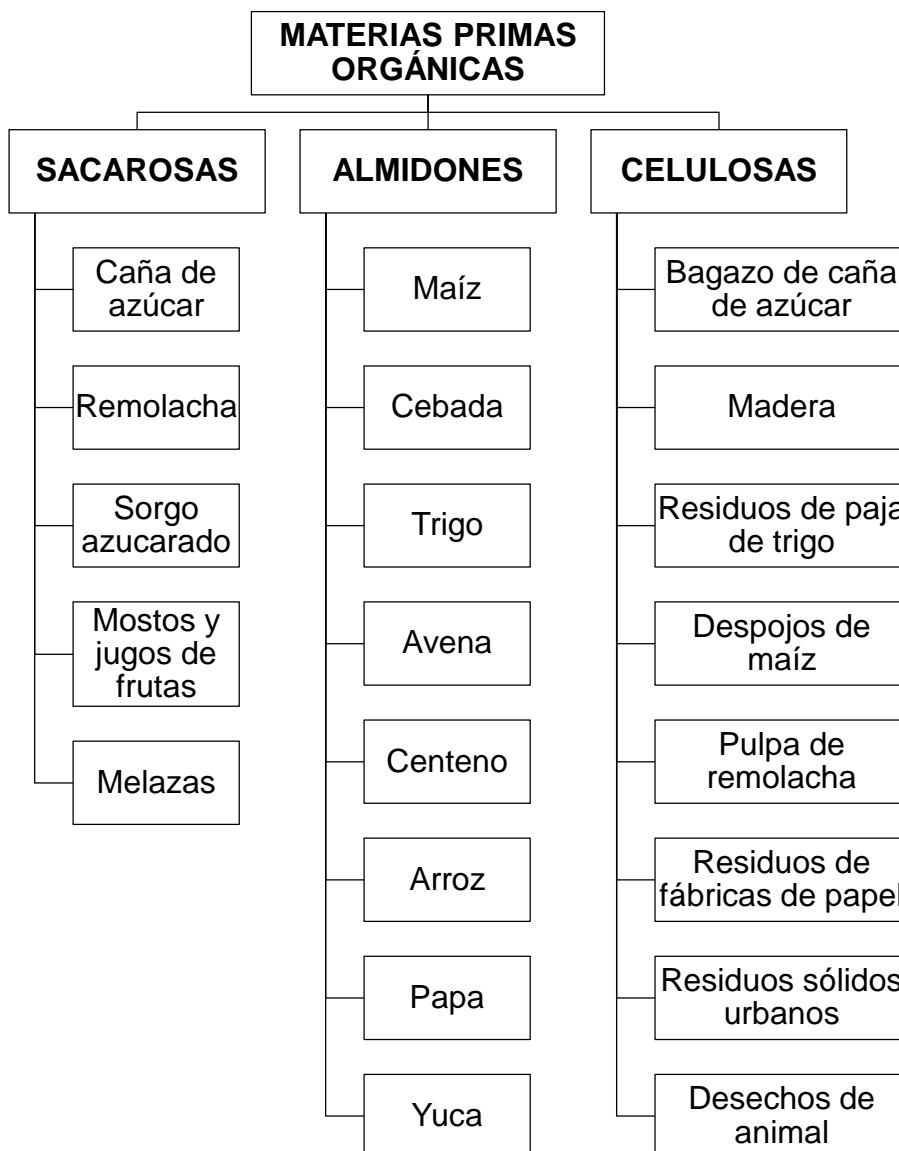 MATERIAS PRIMAS
ORGÁNICAS
SACAROSAS
Caña de
azúcar
Remolacha
Sorgo
azucarado
Mostos y
jugos de
frutas
Melazas
ALMIDONES
Maíz
Cebada
Trigo
Avena
Centeno
Arroz
Papa
Yuca
CELULOSAS
Bagazo de caña
de azúcar
Madera
Residuos de paja
de trigo
Despojos de
maíz
Pulpa de
remolacha
Residuos de
fábricas de papel
Residuos sólidos
urbanos
Desechos de
animal